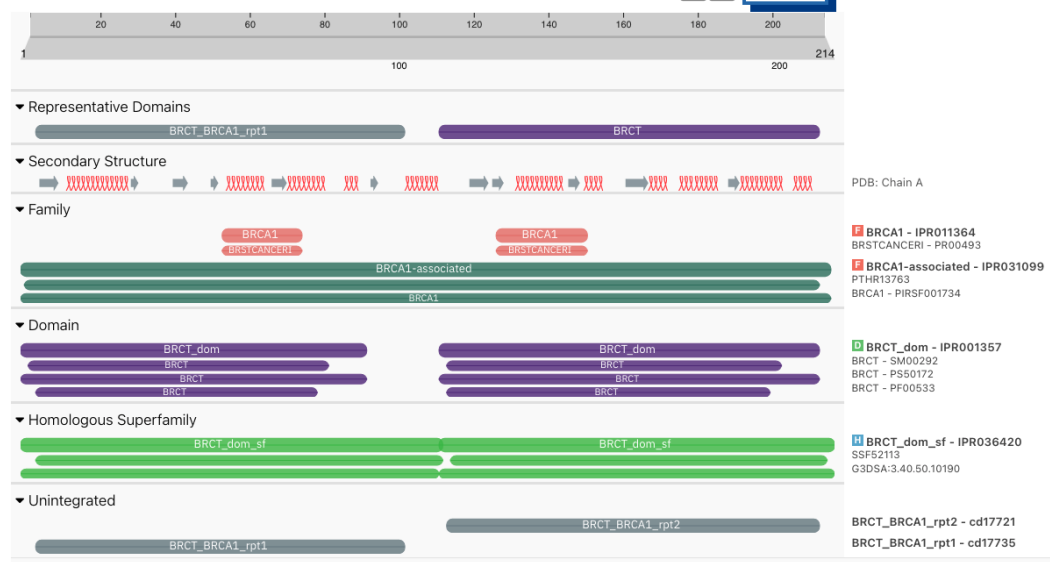 20 40 60 80 100 120 140 160 180 200
1 214
100 200
Representative Domains
BRCT_BRCA1_rpt1 BRCT
Secondary Structure
PDB: Chain A
Family
BRCA1 BRCA1 F BRCA1 - IPR011364
BRSTCANCERI BRSTCANCERI BRSTCANCERI - PR00493
BRCA1-associated F BRCA1-associated - IPR031099
PTHR13763
BRCA1 BRCA1 - PIRSF001734
Domain
BRCT_dom BRCT_dom D BRCT_dom - IPR001357
BRCT BRCT BRCT - SM00292
BRCT BRCT BRCT - PS50172
BRCT BRCT BRCT - PF00533
Homologous Superfamily
BRCT_dom_sf BRCT_dom_sf H BRCT_dom_sf - IPR036420
SSF52113
G3DSA:3.40.50.10190
Unintegrated
BRCT_BRCA1_rpt2 BRCT_BRCA1_rpt2 - cd17721
BRCT_BRCA1_rpt1 BRCT_BRCA1_rpt1 - cd17735